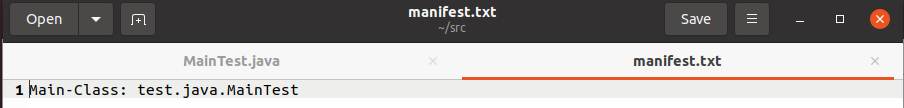 Open
manifest.txt
~/src
Save
MainTest.java
manifest.txt
1 Main-Class: test.java.MainTest